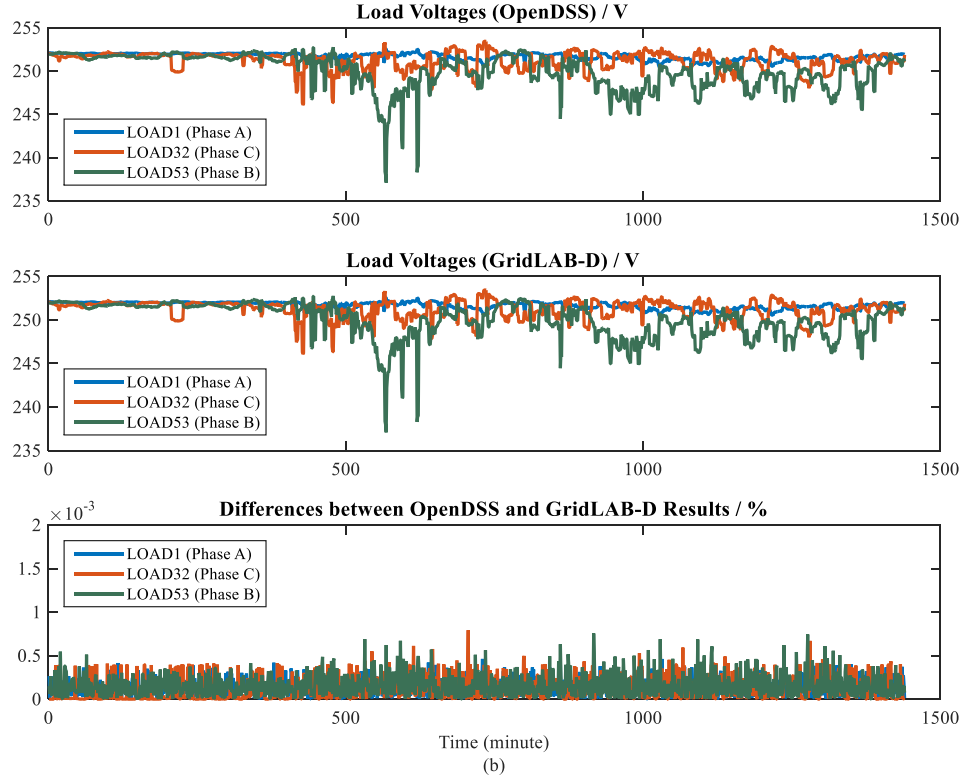 Load Voltages (OpenDSS) / V
255
250
245
240
235
LOAD1 (Phase A)
LOAD32 (Phase C)
LOAD53 (Phase B)
0 500 1000 1500
Load Voltages (GridLAB-D) / V
255
250
245
240
235
LOAD1 (Phase A)
LOAD32 (Phase C)
LOAD53 (Phase B)
0 500 1000 1500
Differences between OpenDSS and GridLAB-D Results / %
×10⁻³
2
1.5
1
0.5
0
LOAD1 (Phase A)
LOAD32 (Phase C)
LOAD53 (Phase B)
0 500 1000 1500
Time (minute)
(b)